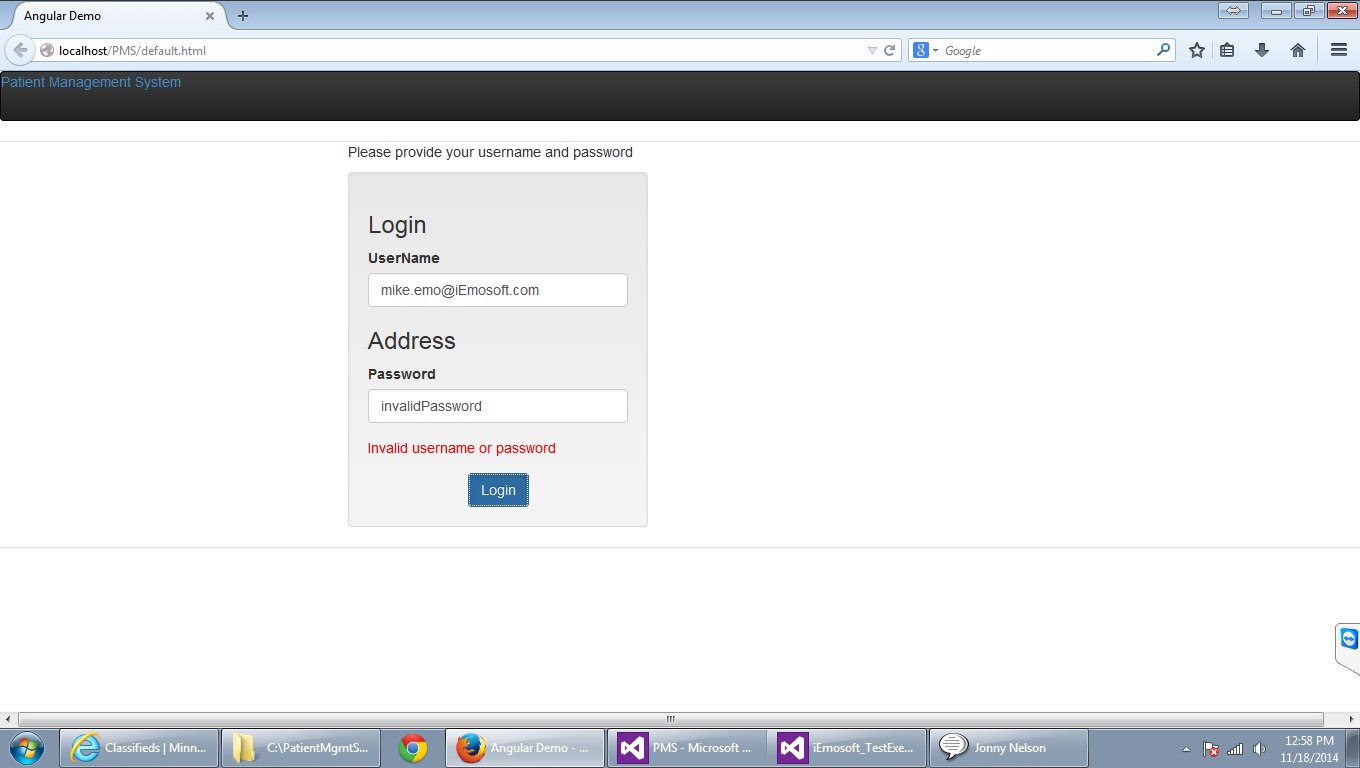 Angular Demo
localhost/PMS/default.html
Google
Patient Management System
Please provide your username and password
Login
UserName
mike.emo@iEmosoft.com
Address
Password
invalidPassword
Invalid username or password
Login
Classifieds | Minn...
C:\PatientMgmtS...
Angular Demo - ...
PMS - Microsoft ...
iEmosoft_TestExe...
Jonny Nelson
12:58 PM
11/18/2014